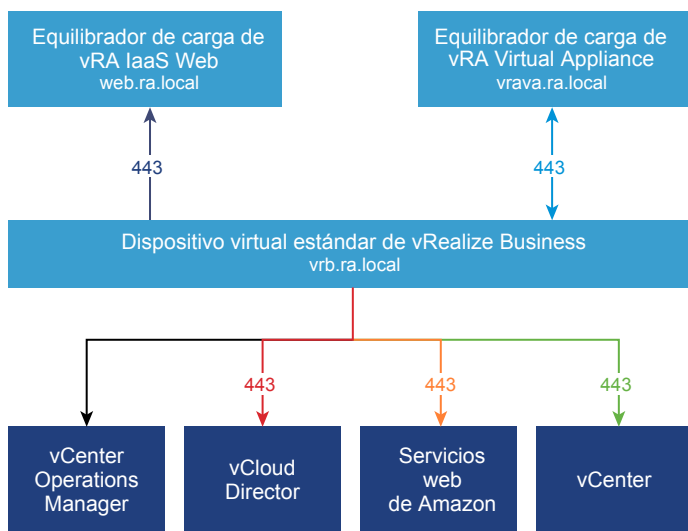 Equilibrador de carga de
vRA IaaS Web
web.ra.local
Equilibrador de carga de
vRA Virtual Appliance
vrava.ra.local
443
443
Dispositivo virtual estándar de vRealize Business
vrb.ra.local
443
443
443
vCenter
Operations
Manager
vCloud
Director
Servicios
web
de Amazon
vCenter